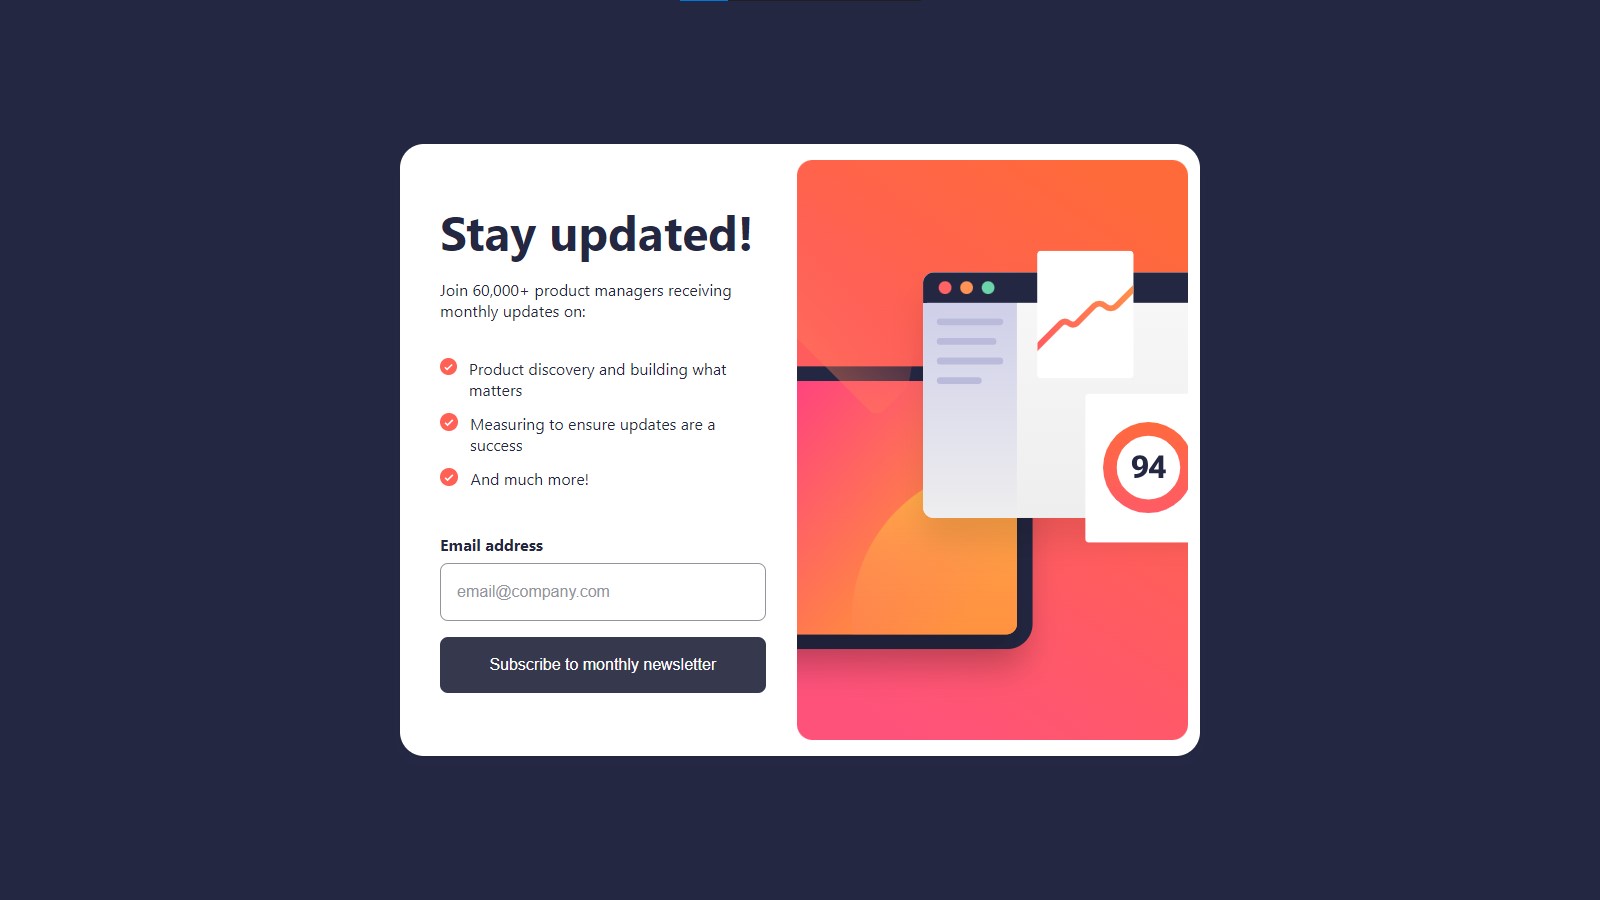 Stay updated!
Join 60,000+ product managers receiving
monthly updates on:
Product discovery and building what
matters
Measuring to ensure updates are a
success
And much more!
Email address
email@company.com
Subscribe to monthly newsletter
94